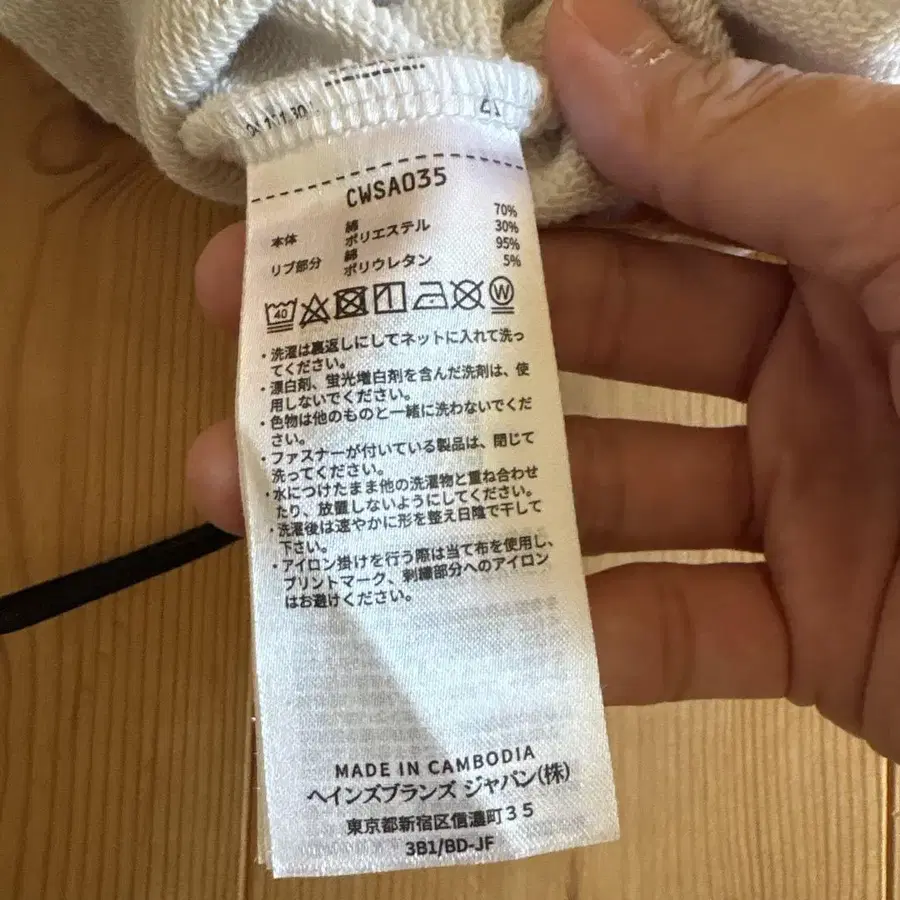 CWSA035
本体 綿 70%
ポリエステル 30%
リブ部分 綿 95%
ポリウレタン 5%
40 W
・洗濯は裏返しにしてネットに入れて洗っ
てください。
・漂白剤、蛍光増白剤を含んだ洗剤は、使
用しないでください。
・色物は他のものと一緒に洗わないでくだ
さい。
・ファスナーが付いている製品は、閉じて
洗ってください。
・水につけたまま他の洗濯物と重ね合わせ
たり、放置しないようにしてください。
・洗濯後は速やかに形を整え日陰で干して
下さい。
・アイロン掛けを行う際は当て布を使用し、
プリントマーク、刺繍部分へのアイロン
はお避けください。
MADE IN CAMBODIA
ヘインズブランズ ジャパン(株)
東京都新宿区信濃町35
3B1/BD-JF